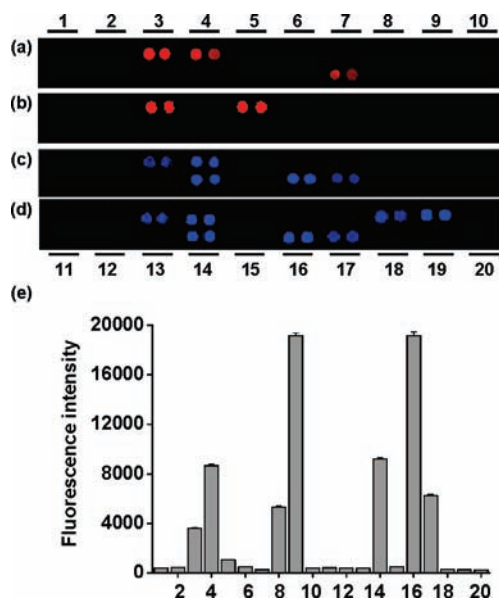 1 2 3 4 5 6 7 8 9 10
(a)
(b)
(c)
(d)
11 12 13 14 15 16 17 18 19 20
(e)
20000
16000
12000
8000
4000
0
Fluorescence intensity
2 4 6 8 10 12 14 16 18 20